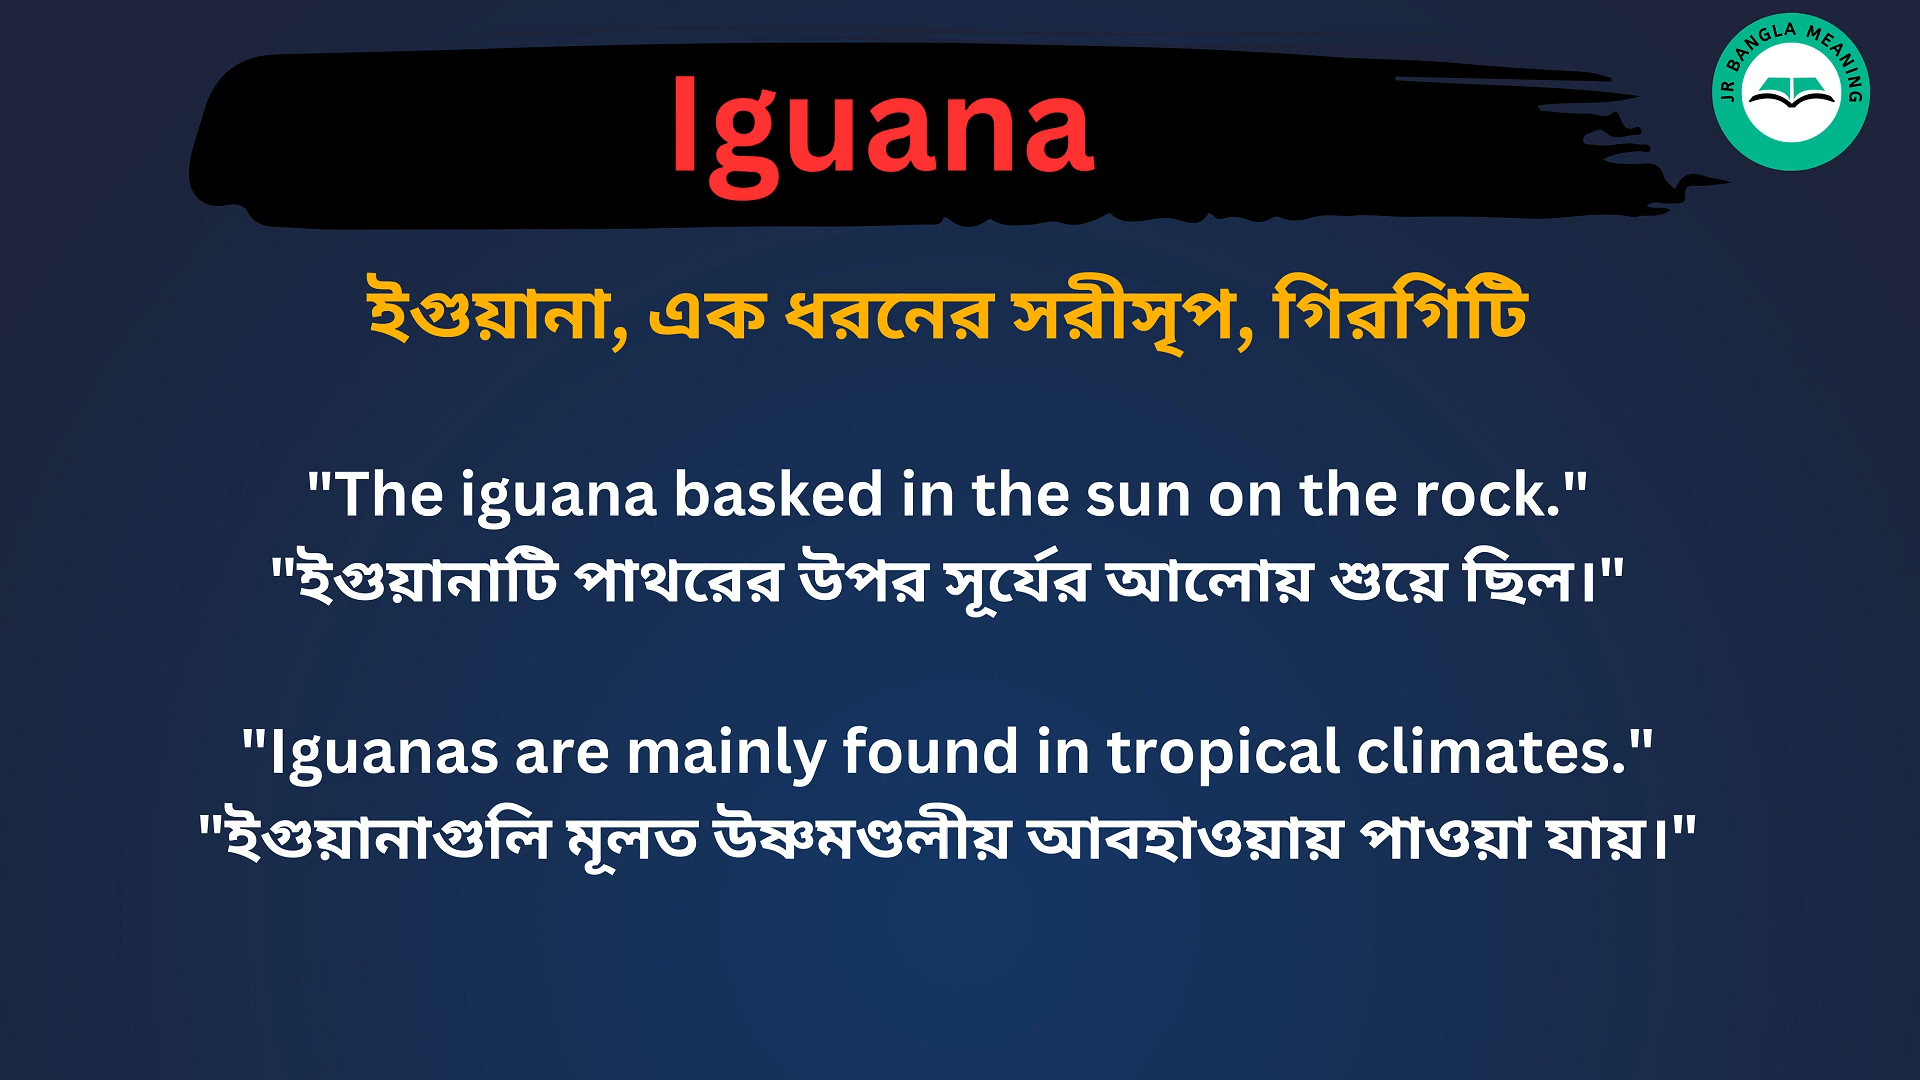 Iguana
JR BANGLA MEANING
ইগুয়ানা, এক ধরনের সরীসৃপ, গিরগিটি
"The iguana basked in the sun on the rock."
"ইগুয়ানাটি পাথরের উপর সূর্যের আলোয় শুয়ে ছিল।"
"Iguanas are mainly found in tropical climates."
"ইগুয়ানাগুলি মূলত উষ্ণমণ্ডলীয় আবহাওয়ায় পাওয়া যায়।"